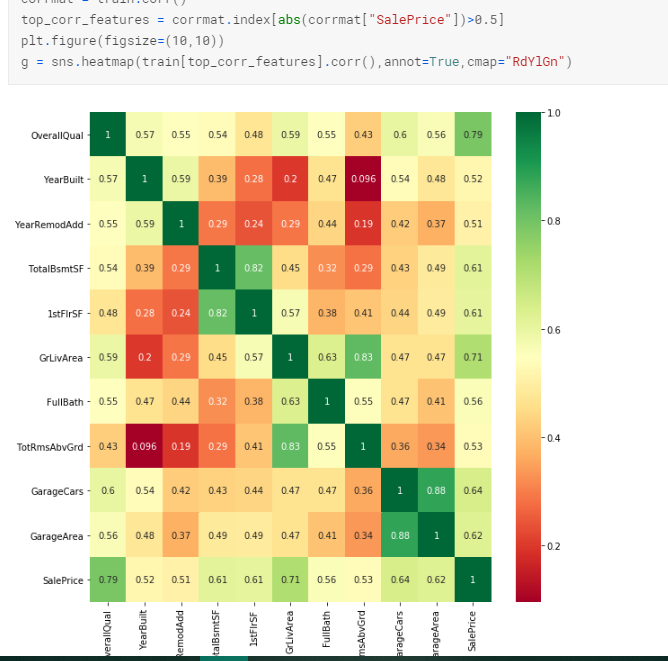 corrmat = train.corr()
top_corr_features = corrmat.index[abs(corrmat["SalePrice"])>0.5]
plt.figure(figsize=(10,10))
g = sns.heatmap(train[top_corr_features].corr(),annot=True,cmap="RdYlGn")
OverallQual 1 0.57 0.55 0.54 0.48 0.59 0.55 0.43 0.6 0.56 0.79
YearBuilt 0.57 1 0.59 0.39 0.28 0.2 0.47 0.096 0.54 0.48 0.52
YearRemodAdd 0.55 0.59 1 0.29 0.24 0.29 0.44 0.19 0.42 0.37 0.51
TotalBsmtSF 0.54 0.39 0.29 1 0.82 0.45 0.32 0.29 0.43 0.49 0.61
1stFlrSF 0.48 0.28 0.24 0.82 1 0.57 0.38 0.41 0.44 0.49 0.61
GrLivArea 0.59 0.2 0.29 0.45 0.57 1 0.63 0.83 0.47 0.47 0.71
FullBath 0.55 0.47 0.44 0.32 0.38 0.63 1 0.55 0.47 0.41 0.56
TotRmsAbvGrd 0.43 0.096 0.19 0.29 0.41 0.83 0.55 1 0.36 0.34 0.53
GarageCars 0.6 0.54 0.42 0.43 0.44 0.47 0.47 0.36 1 0.88 0.64
GarageArea 0.56 0.48 0.37 0.49 0.49 0.47 0.41 0.34 0.88 1 0.62
SalePrice 0.79 0.52 0.51 0.61 0.61 0.71 0.56 0.53 0.64 0.62 1
verallQual
YearBuilt
RemodAdd
talBsmtSF
1stFlrSF
GrLivArea
FullBath
msAbvGrd
arageCars
arageArea
SalePrice
1.0
0.8
0.6
0.4
0.2